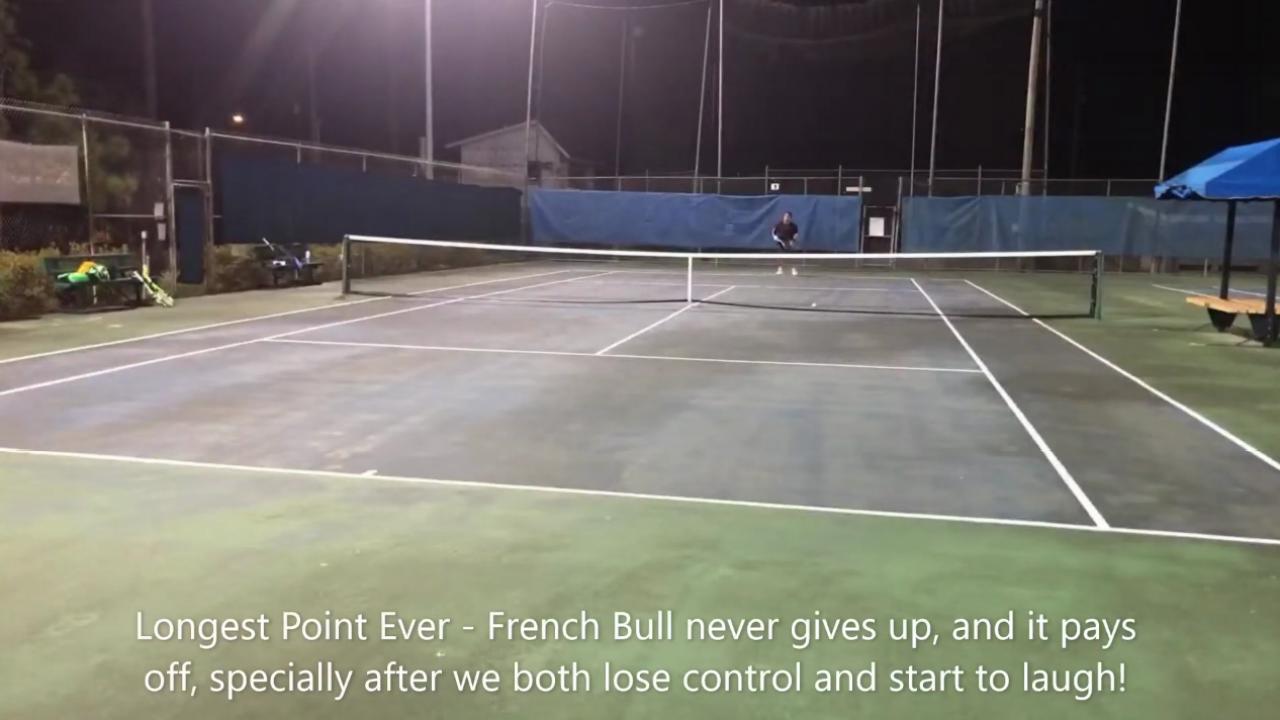 Longest Point Ever - French Bull never gives up, and it pays
off, specially after we both lose control and start to laugh!